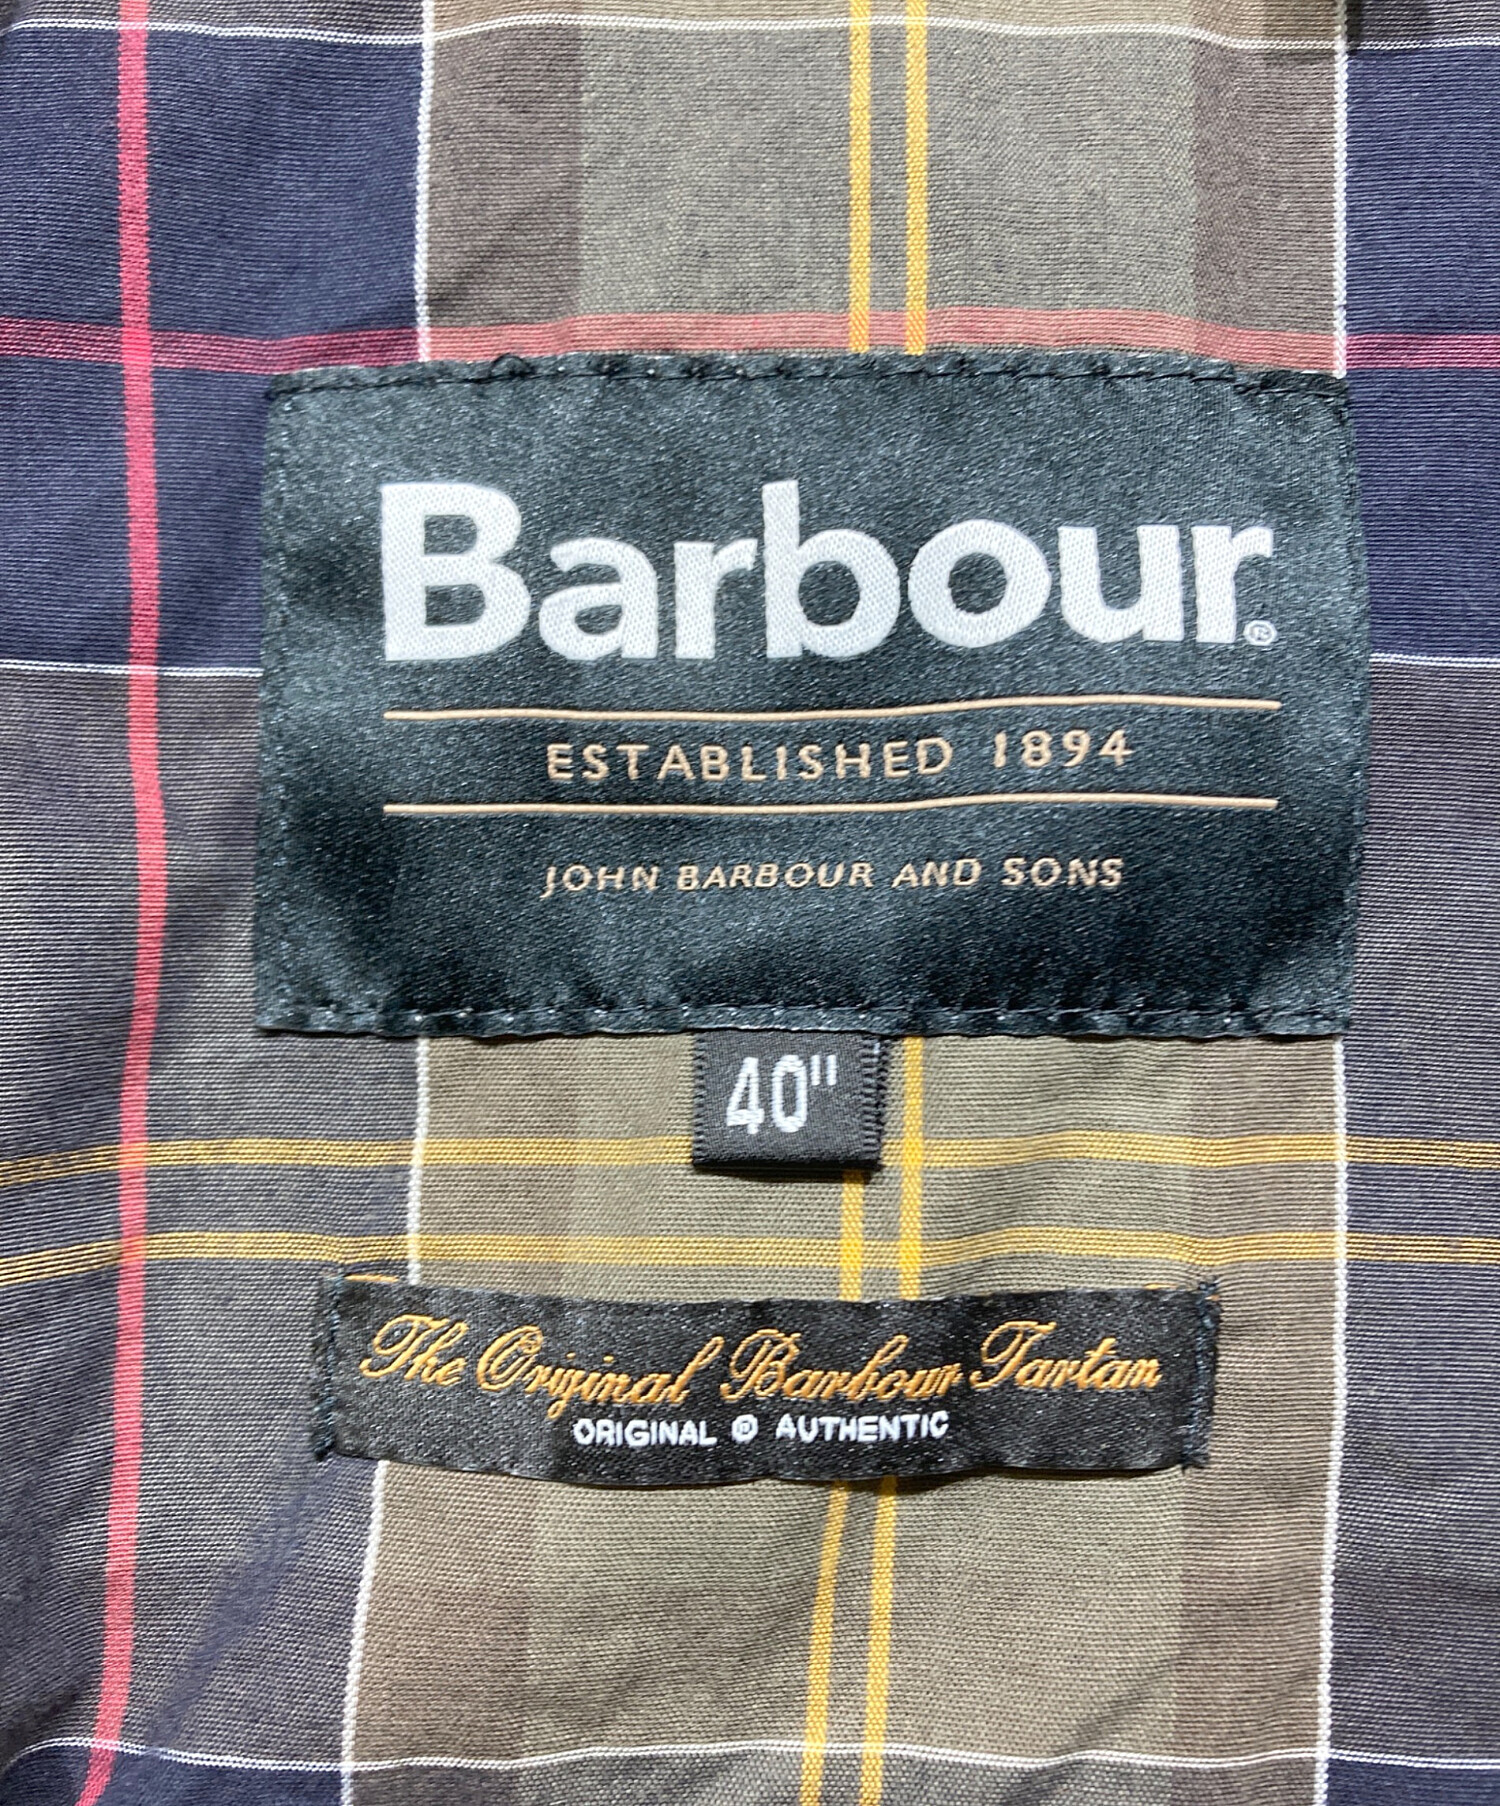 Barbour®
ESTABLISHED 1894
JOHN BARBOUR AND SONS
40"
The Original Barbour Tartan
ORIGINAL ® AUTHENTIC